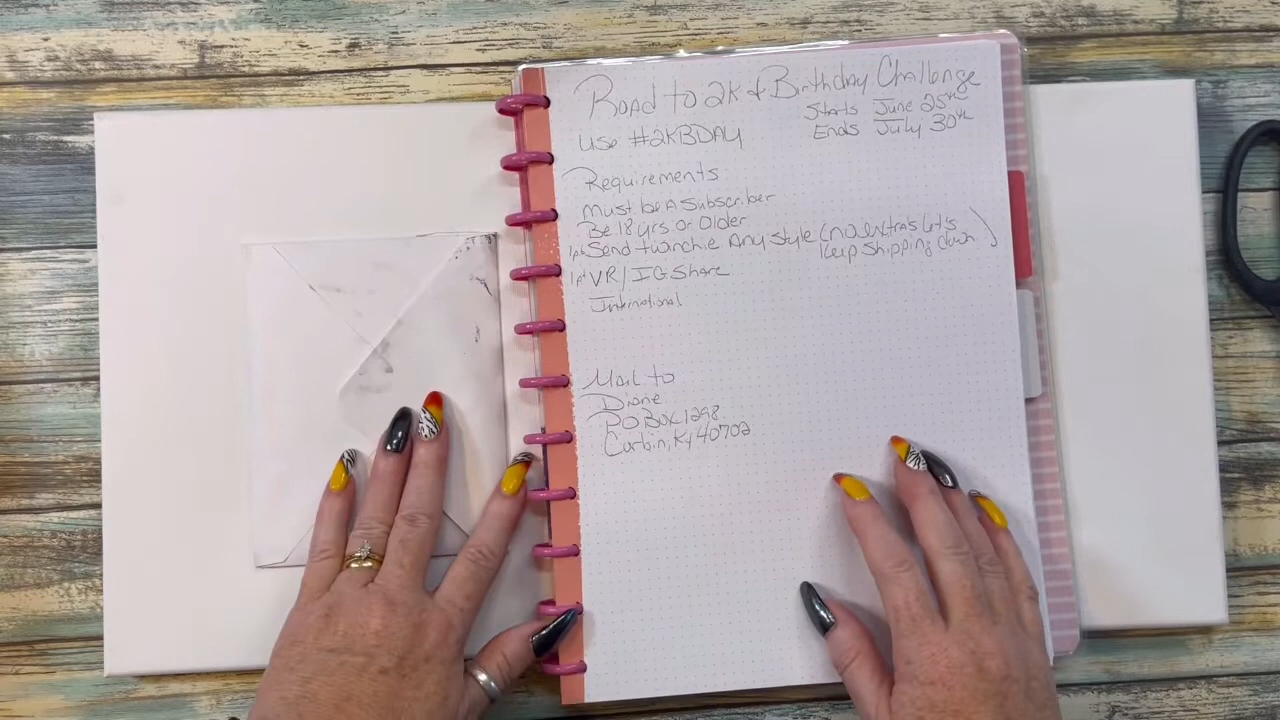 Road to 2K & Birthday Challenge
Starts June 25th
Ends July 30th
Use #2KBDAY
Requirements
Must be A Subscriber
Be 18 yrs or Older
1pt Send twinchie Any Style (no extras let's
keep shipping down)
1pt VR/IG Share
International
Mail to
Diane
PO Box 1298
Corbin, Ky 40702